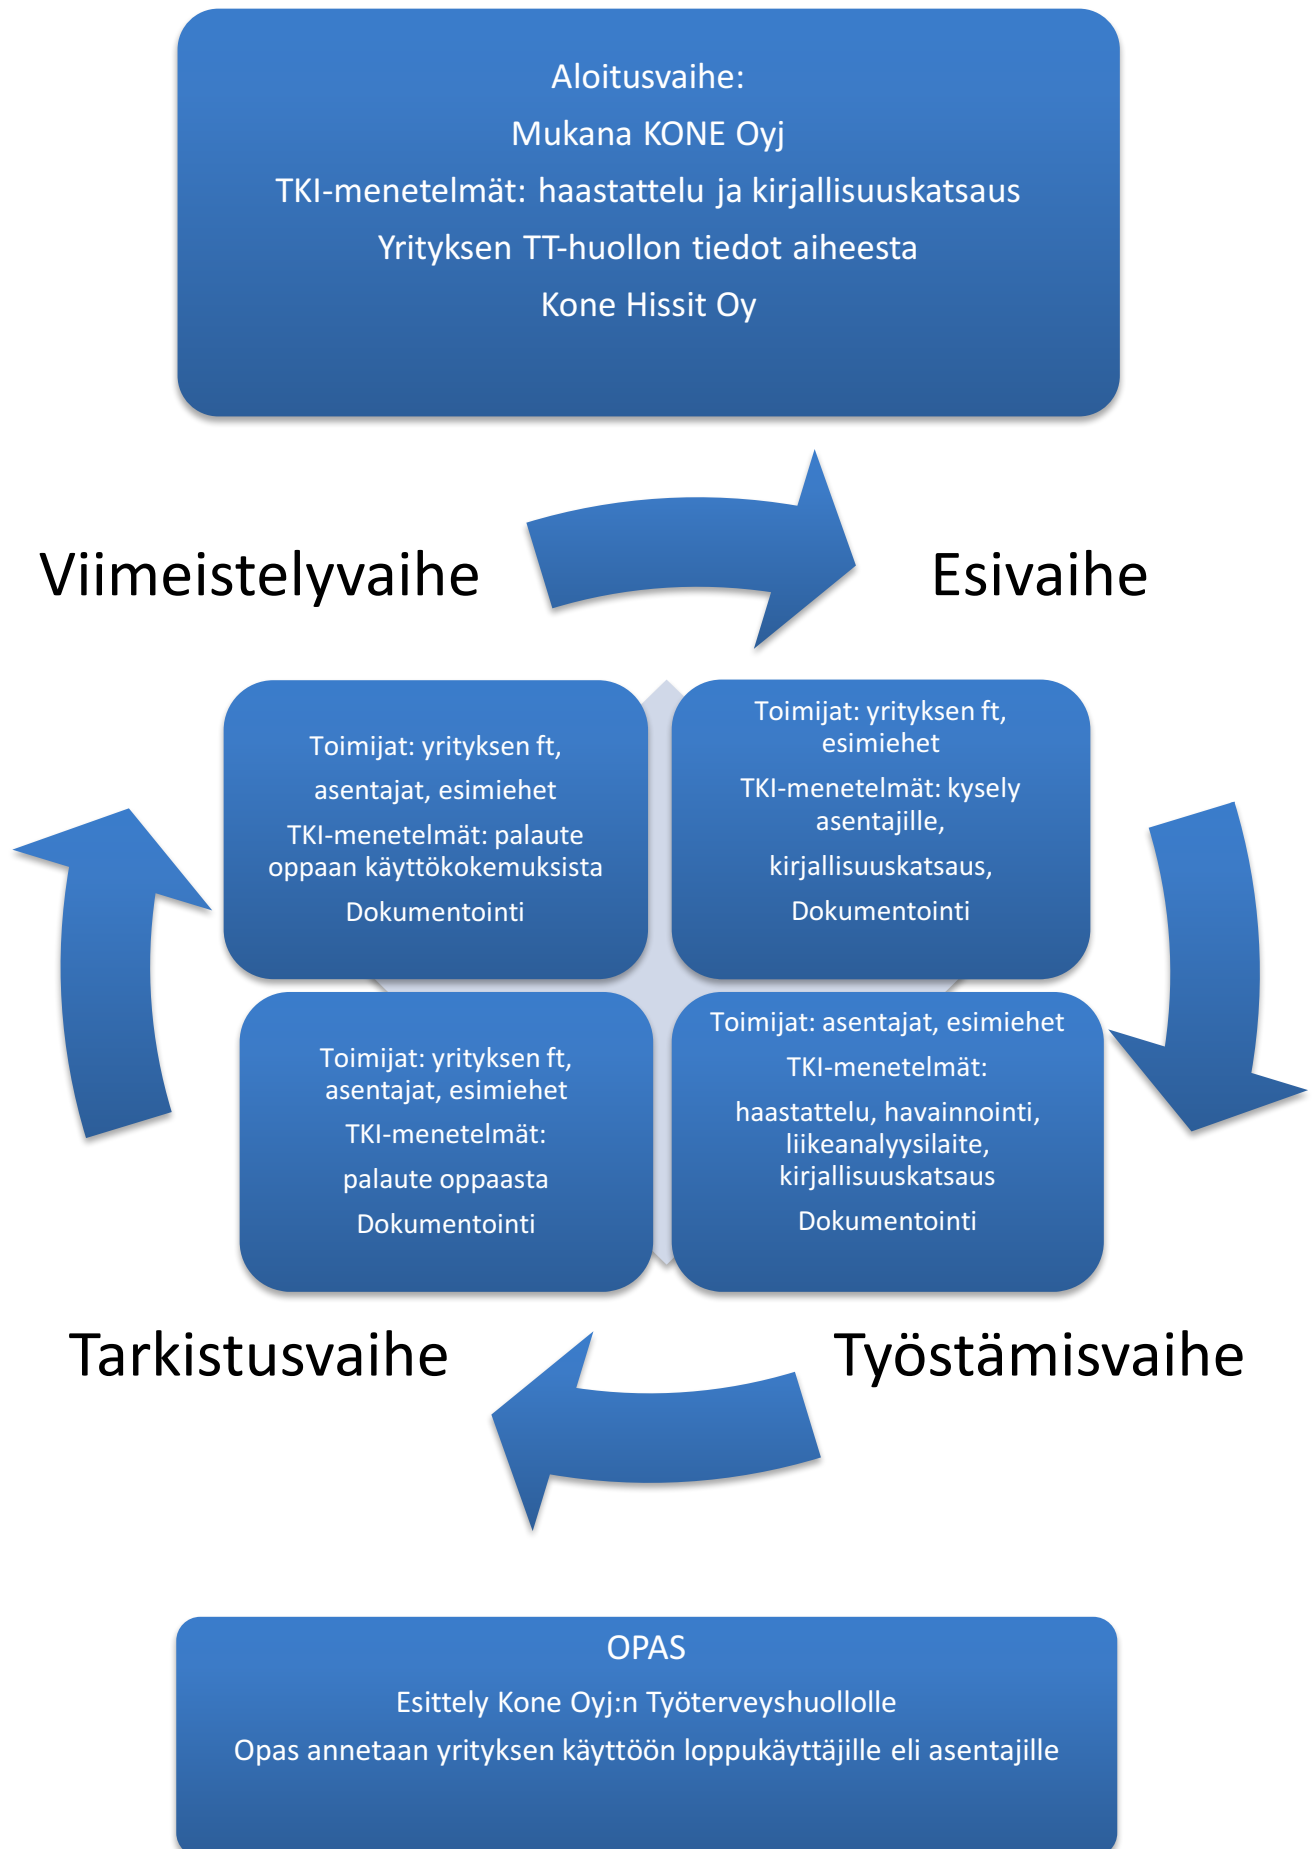 Aloitusvaihe:
Mukana KONE Oyj
TKI-menetelmät: haastattelu ja kirjallisuuskatsaus
Yrityksen TT-huollon tiedot aiheesta
Kone Hissit Oy
Viimeistelyvaihe
Esivaihe
Toimijat: yrityksen ft,
asentajat, esimiehet
TKI-menetelmät: palaute
oppaan käyttökokemuksista
Dokumentointi
Toimijat: yrityksen ft,
esimiehet
TKI-menetelmät: kysely
asentajille,
kirjallisuuskatsaus,
Dokumentointi
Toimijat: yrityksen ft,
asentajat, esimiehet
TKI-menetelmät:
palaute oppaasta
Dokumentointi
Toimijat: asentajat, esimiehet
TKI-menetelmät:
haastattelu, havainnointi,
liikeanalyysilaite,
kirjallisuuskatsaus
Dokumentointi
Tarkistusvaihe
Työstämisvaihe
OPAS
Esittely Kone Oyj:n Työterveyshuollolle
Opas annetaan yrityksen käyttöön loppukäyttäjille eli asentajille